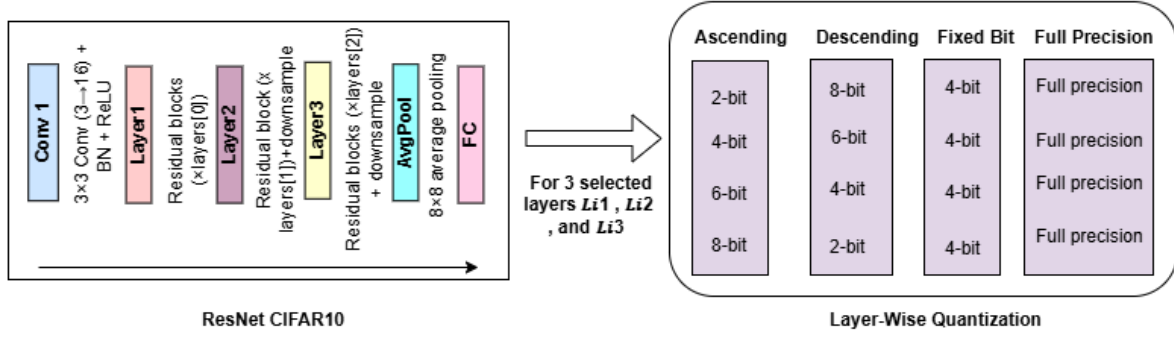 Conv 1
3×3 Conv (3→16) +
BN + ReLU
Layer1
Residual blocks
(×layers[0])
Layer2
Residual block (x
layers[1])+downsample
Layer3
Residual blocks (×layers[2])
+ downsample
AvgPool
8×8 average pooling
FC
ResNet CIFAR10
For 3 selected
layers Li1 , Li2
, and Li3
Ascending
2-bit
4-bit
6-bit
8-bit
Descending
8-bit
6-bit
4-bit
2-bit
Fixed Bit
4-bit
4-bit
4-bit
4-bit
Full Precision
Full precision
Full precision
Full precision
Full precision
Layer-Wise Quantization